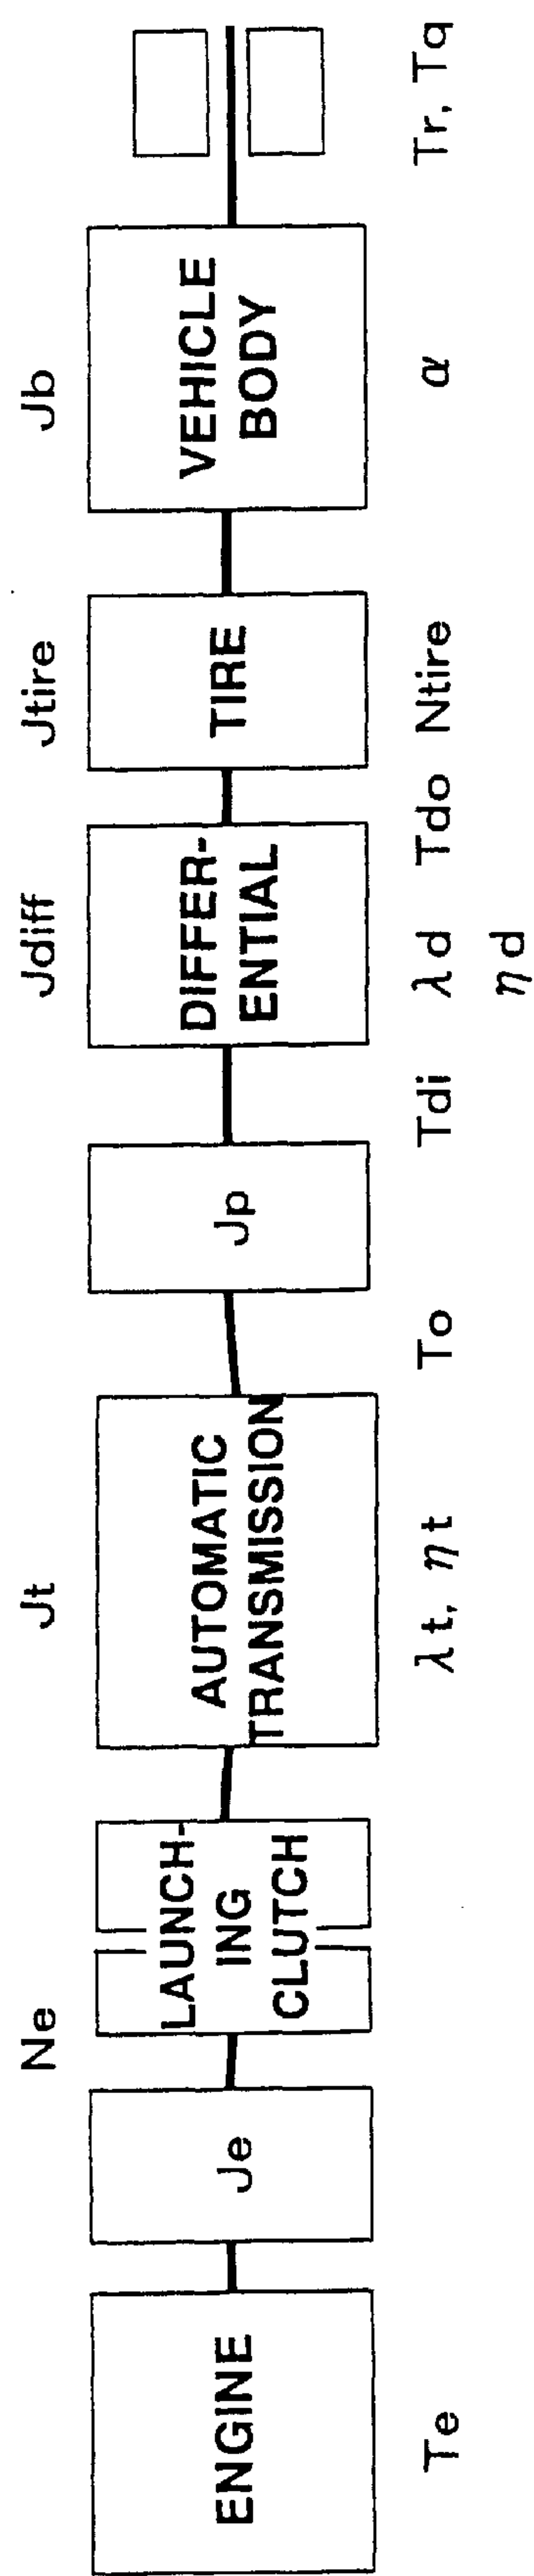 Ne
Jt
Jdiff
Jtire
Jb
ENGINE
Je
LAUNCH-
ING
CLUTCH
AUTOMATIC
TRANSMISSION
Jp
DIFFER-
ENTIAL
TIRE
VEHICLE
BODY
Te
λt, ηt
To
Tdi
λd
Tdo
Ntire
α
Tr, Tq
ηd